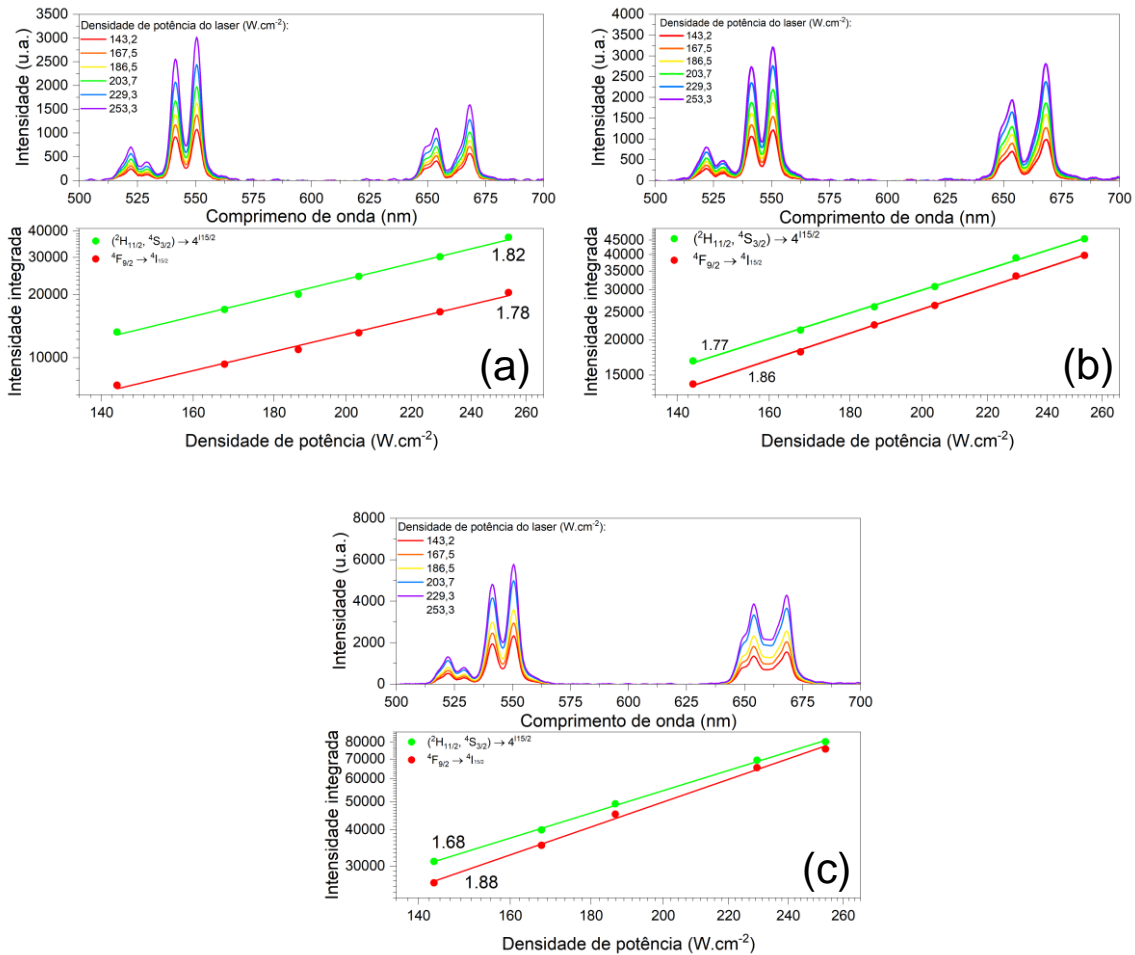 Densidade de potência do laser (W.cm⁻²):
143,2
167,5
186,5
203,7
229,3
253,3
Intensidade (u.a.)
3500
3000
2500
2000
1500
1000
500
0
500 525 550 575 600 625 650 675 700
Comprimeno de onda (nm)
(²H₁₁/₂, ⁴S₃/₂) → 4^I15/2
⁴F₉/₂ → ⁴I₁₅/₂
Intensidade integrada
40000
30000
20000
10000
1.82
1.78
(a)
140 160 180 200 220 240 260
Densidade de potência (W.cm⁻²)
Densidade de potência do laser (W.cm⁻²):
143,2
167,5
186,5
203,7
229,3
253,3
Intensidade (u.a.)
4000
3500
3000
2500
2000
1500
1000
500
0
500 525 550 575 600 625 650 675 700
Comprimento de onda (nm)
(²H₁₁/₂, ⁴S₃/₂) → 4^I15/2
⁴F₉/₂ → ⁴I₁₅/₂
Intensidade integrada
45000
40000
35000
30000
25000
20000
15000
1.77
1.86
(b)
140 160 180 200 220 240 260
Densidade de potência (W.cm⁻²)
Densidade de potência do laser (W.cm⁻²):
143,2
167,5
186,5
203,7
229,3
253,3
Intensidade (u.a.)
8000
6000
4000
2000
0
500 525 550 575 600 625 650 675 700
Comprimento de onda (nm)
(²H₁₁/₂, ⁴S₃/₂) → 4^I15/2
⁴F₉/₂ → ⁴I₁₅/₂
Intensidade integrada
80000
70000
60000
50000
40000
30000
1.68
1.88
(c)
140 160 180 200 220 240 260
Densidade de potência (W.cm⁻²)